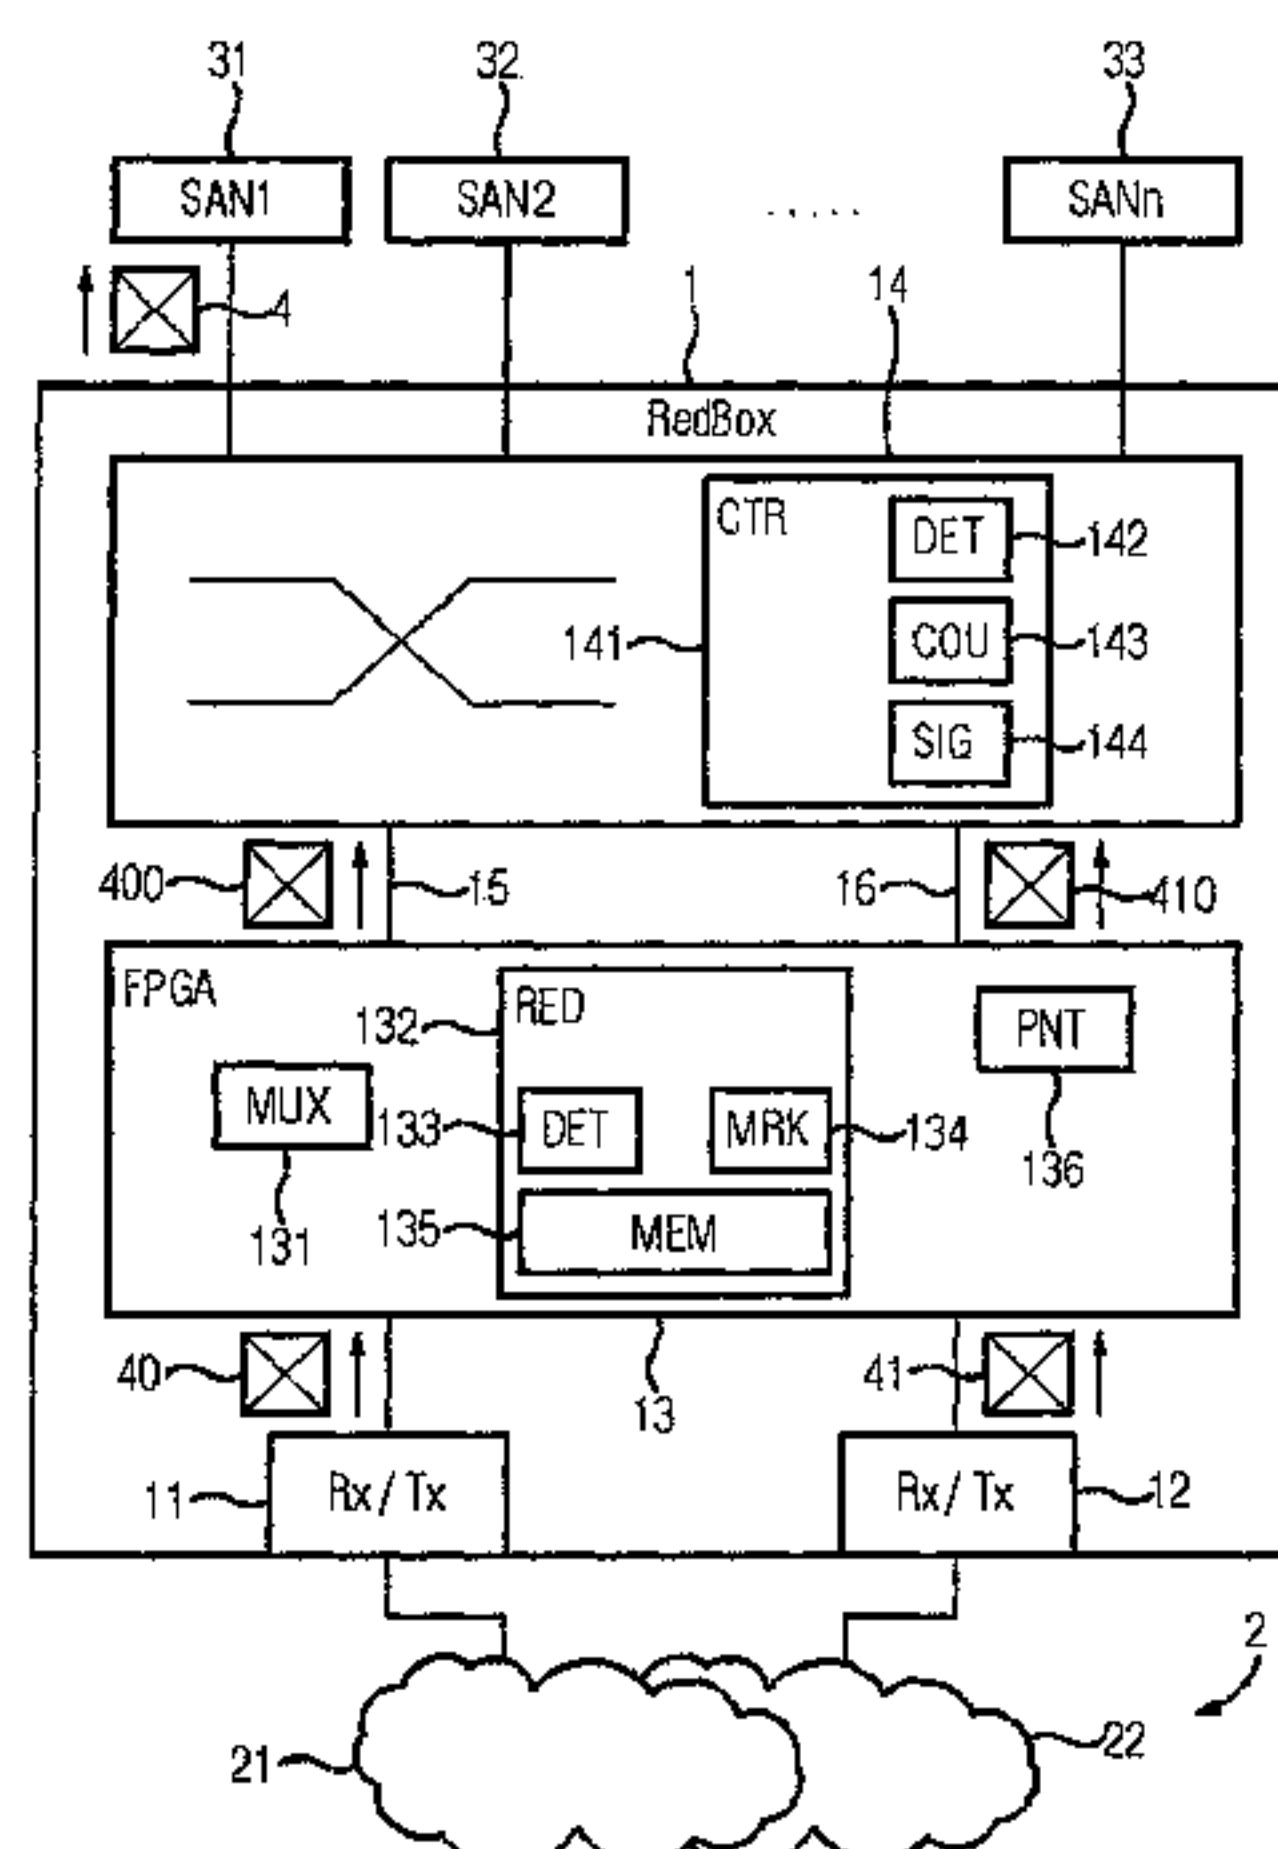 31 32 33
SAN1 SAN2 ..... SANn
4 1 14
RedBox
CTR DET 142
141 COU 143
SIG 144
400 15 16 410
FPGA RED PNT
132
MUX 133 DET MRK 134
136
131 135 MEM
40 41
13
11 Rx/Tx Rx/Tx 12
2
21 22